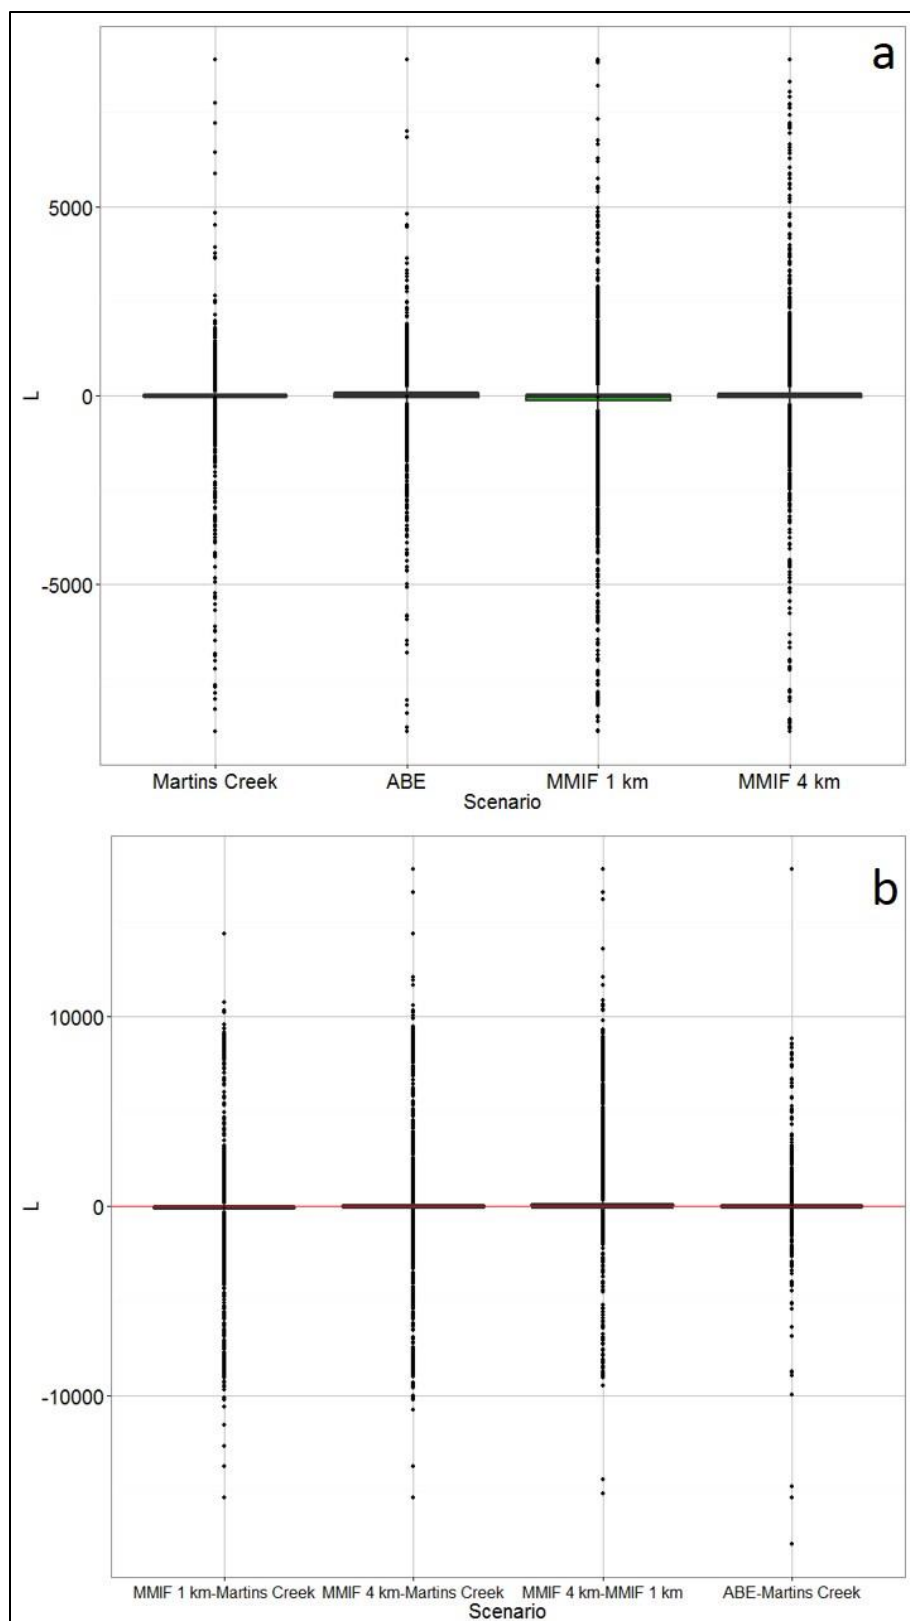 a
5000
0
-5000
L
Martins Creek ABE MMIF 1 km MMIF 4 km
Scenario
b
10000
0
-10000
L
MMIF 1 km-Martins Creek MMIF 4 km-Martins Creek MMIF 4 km-MMIF 1 km ABE-Martins Creek
Scenario